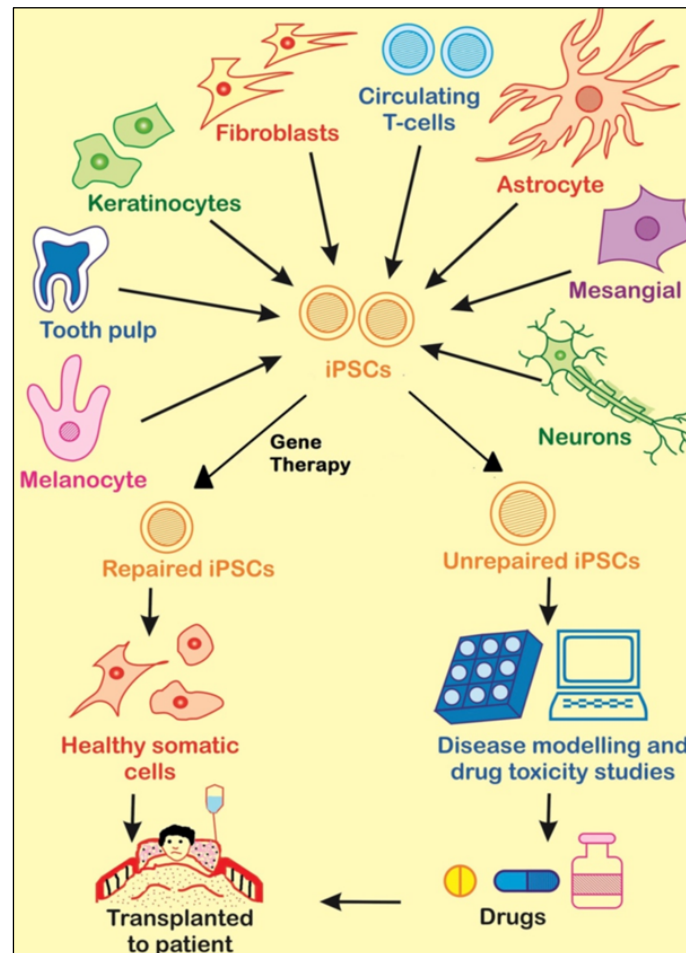 Fibroblasts
Circulating
T-cells
Astrocyte
Keratinocytes
Mesangial
Tooth pulp
iPSCs
Neurons
Melanocyte
Gene
Therapy
Repaired iPSCs
Unrepaired iPSCs
Healthy somatic
cells
Disease modelling and
drug toxicity studies
Transplanted
to patient
Drugs